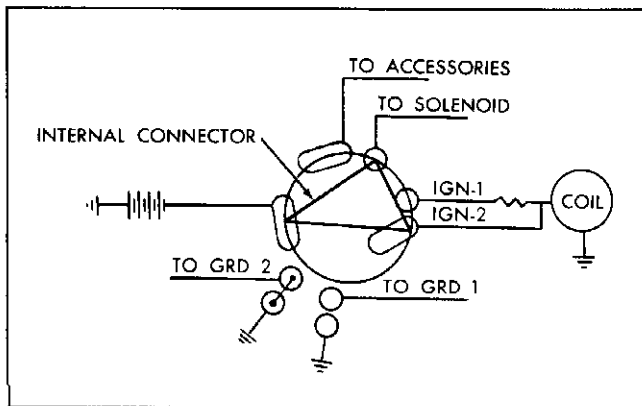 TO ACCESSORIES
TO SOLENOID
INTERNAL CONNECTOR
IGN-1
COIL
IGN-2
TO GRD 2
TO GRD 1